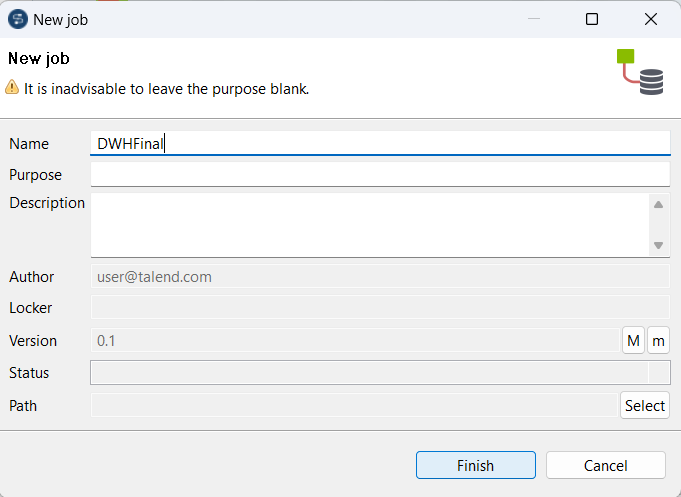 New job
New job
It is inadvisable to leave the purpose blank.
Name DWHFinal
Purpose
Description
Author user@talend.com
Locker
Version 0.1 M m
Status
Path Select
Finish Cancel